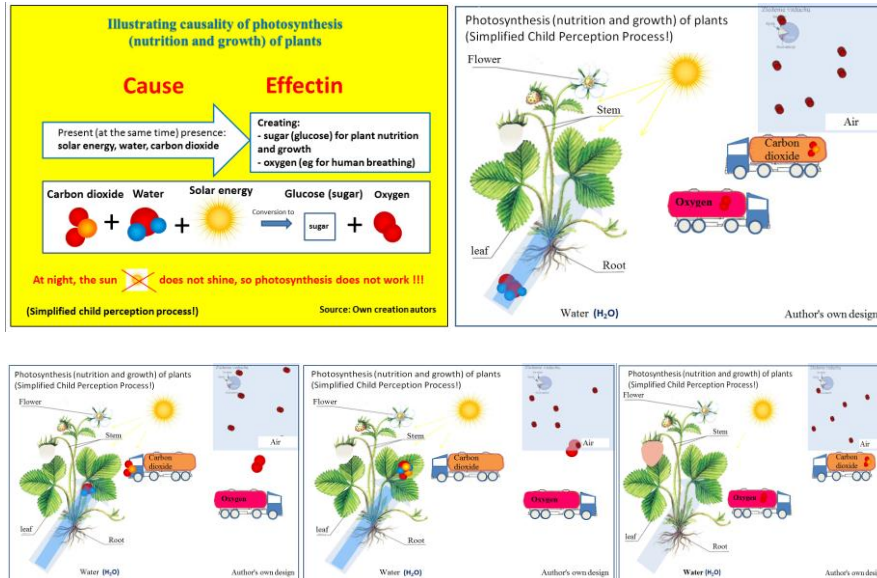 Illustrating causality of photosynthesis
(nutrition and growth) of plants
Cause
Effectin
Present (at the same time) presence:
solar energy, water, carbon dioxide
Creating:
- sugar (glucose) for plant nutrition
and growth
- oxygen (eg for human breathing)
Carbon dioxide
Water
Solar energy
Glucose (sugar)
Oxygen
+
+
Conversion to
sugar
+
At night, the sun
does not shine, so photosynthesis does not work !!!
(Simplified child perception process!)
Source: Own creation autors
Photosynthesis (nutrition and growth) of plants
(Simplified Child Perception Process!)
Flower
Stem
Air
Carbon
dioxide
Oxygen
leaf
Root
Water (H₂O)
Author's own design
Photosynthesis (nutrition and growth) of plants
(Simplified Child Perception Process!)
Flower
Stem
Air
Carbon
dioxide
Oxygen
leaf
Root
Water (H₂O)
Author's own design
Photosynthesis (nutrition and growth) of plants
(Simplified Child Perception Process!)
Flower
Stem
Air
Carbon
dioxide
Oxygen
leaf
Root
Water (H₂O)
Author's own design
Photosynthesis (nutrition and growth) of plants
(Simplified Child Perception Process!)
Flower
Stem
Air
Carbon
dioxide
Oxygen
leaf
Root
Water (H₂O)
Author's own design